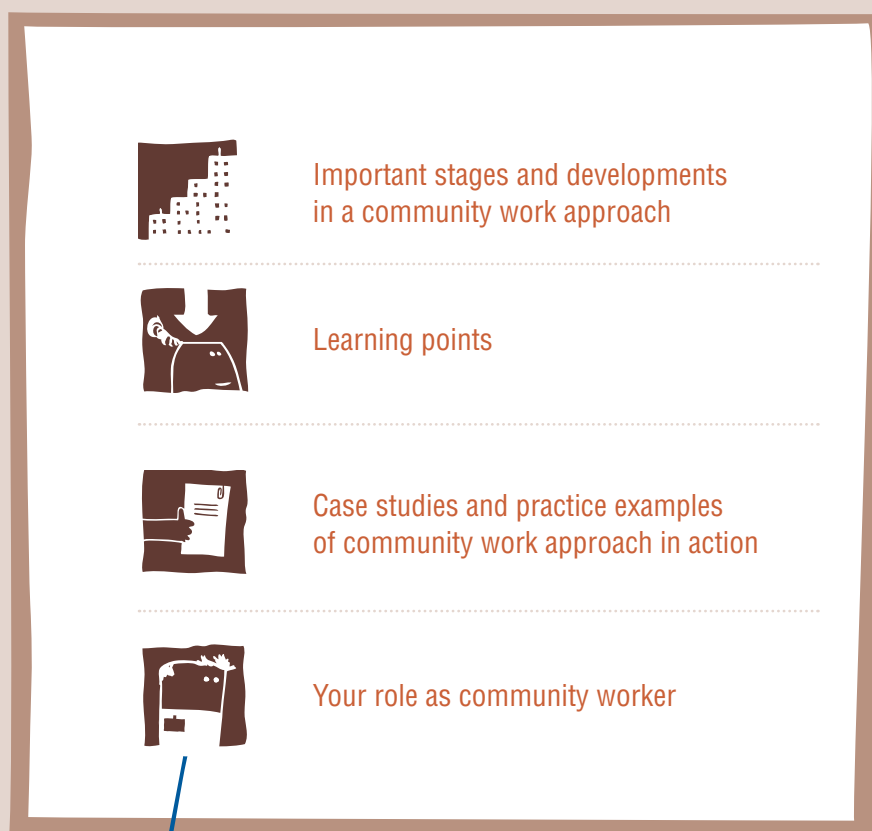 Important stages and developments
in a community work approach
Learning points
Case studies and practice examples
of community work approach in action
Your role as community worker